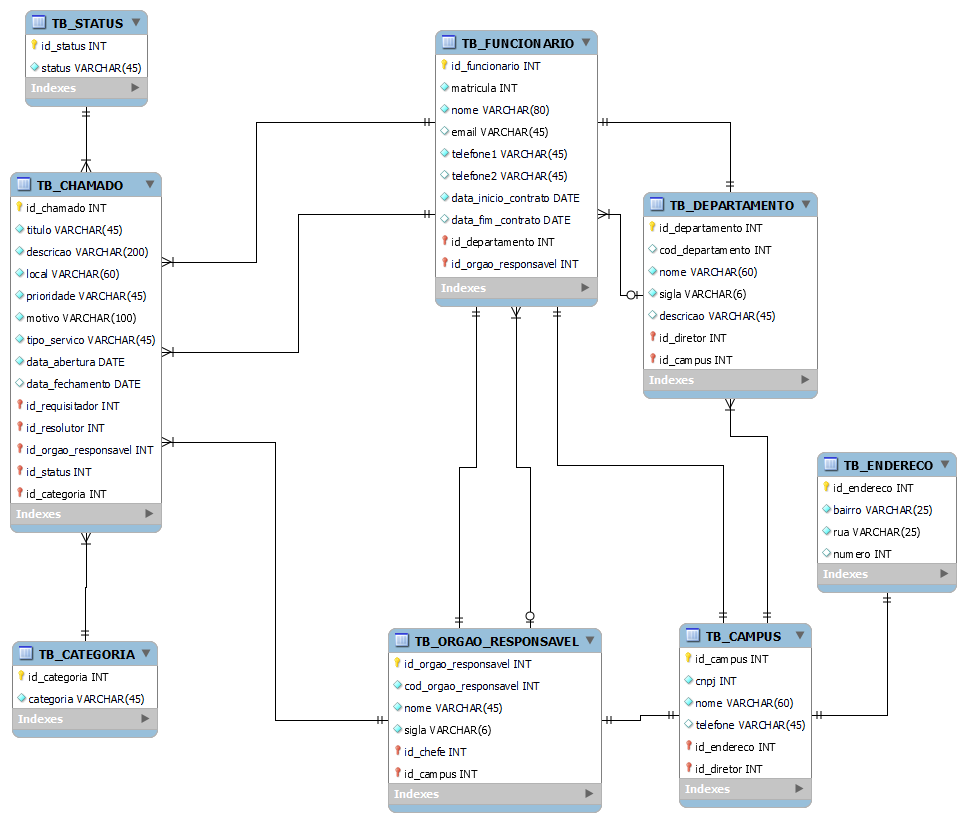 TB_STATUS
id_status INT
status VARCHAR(45)
Indexes
TB_CHAMADO
id_chamado INT
titulo VARCHAR(45)
descricao VARCHAR(200)
local VARCHAR(60)
prioridade VARCHAR(45)
motivo VARCHAR(100)
tipo_servico VARCHAR(45)
data_abertura DATE
data_fechamento DATE
id_requisitador INT
id_resolutor INT
id_orgao_responsavel INT
id_status INT
id_categoria INT
Indexes
TB_CATEGORIA
id_categoria INT
categoria VARCHAR(45)
Indexes
TB_FUNCIONARIO
id_funcionario INT
matricula INT
nome VARCHAR(80)
email VARCHAR(45)
telefone1 VARCHAR(45)
telefone2 VARCHAR(45)
data_inicio_contrato DATE
data_fim_contrato DATE
id_departamento INT
id_orgao_responsavel INT
Indexes
TB_DEPARTAMENTO
id_departamento INT
cod_departamento INT
nome VARCHAR(60)
sigla VARCHAR(6)
descricao VARCHAR(45)
id_diretor INT
id_campus INT
Indexes
TB_ENDERECO
id_endereco INT
bairro VARCHAR(25)
rua VARCHAR(25)
numero INT
Indexes
TB_ORGAO_RESPONSAVEL
id_orgao_responsavel INT
cod_orgao_responsavel INT
nome VARCHAR(45)
sigla VARCHAR(6)
id_chefe INT
id_campus INT
Indexes
TB_CAMPUS
id_campus INT
cnpj INT
nome VARCHAR(60)
telefone VARCHAR(45)
id_endereco INT
id_diretor INT
Indexes